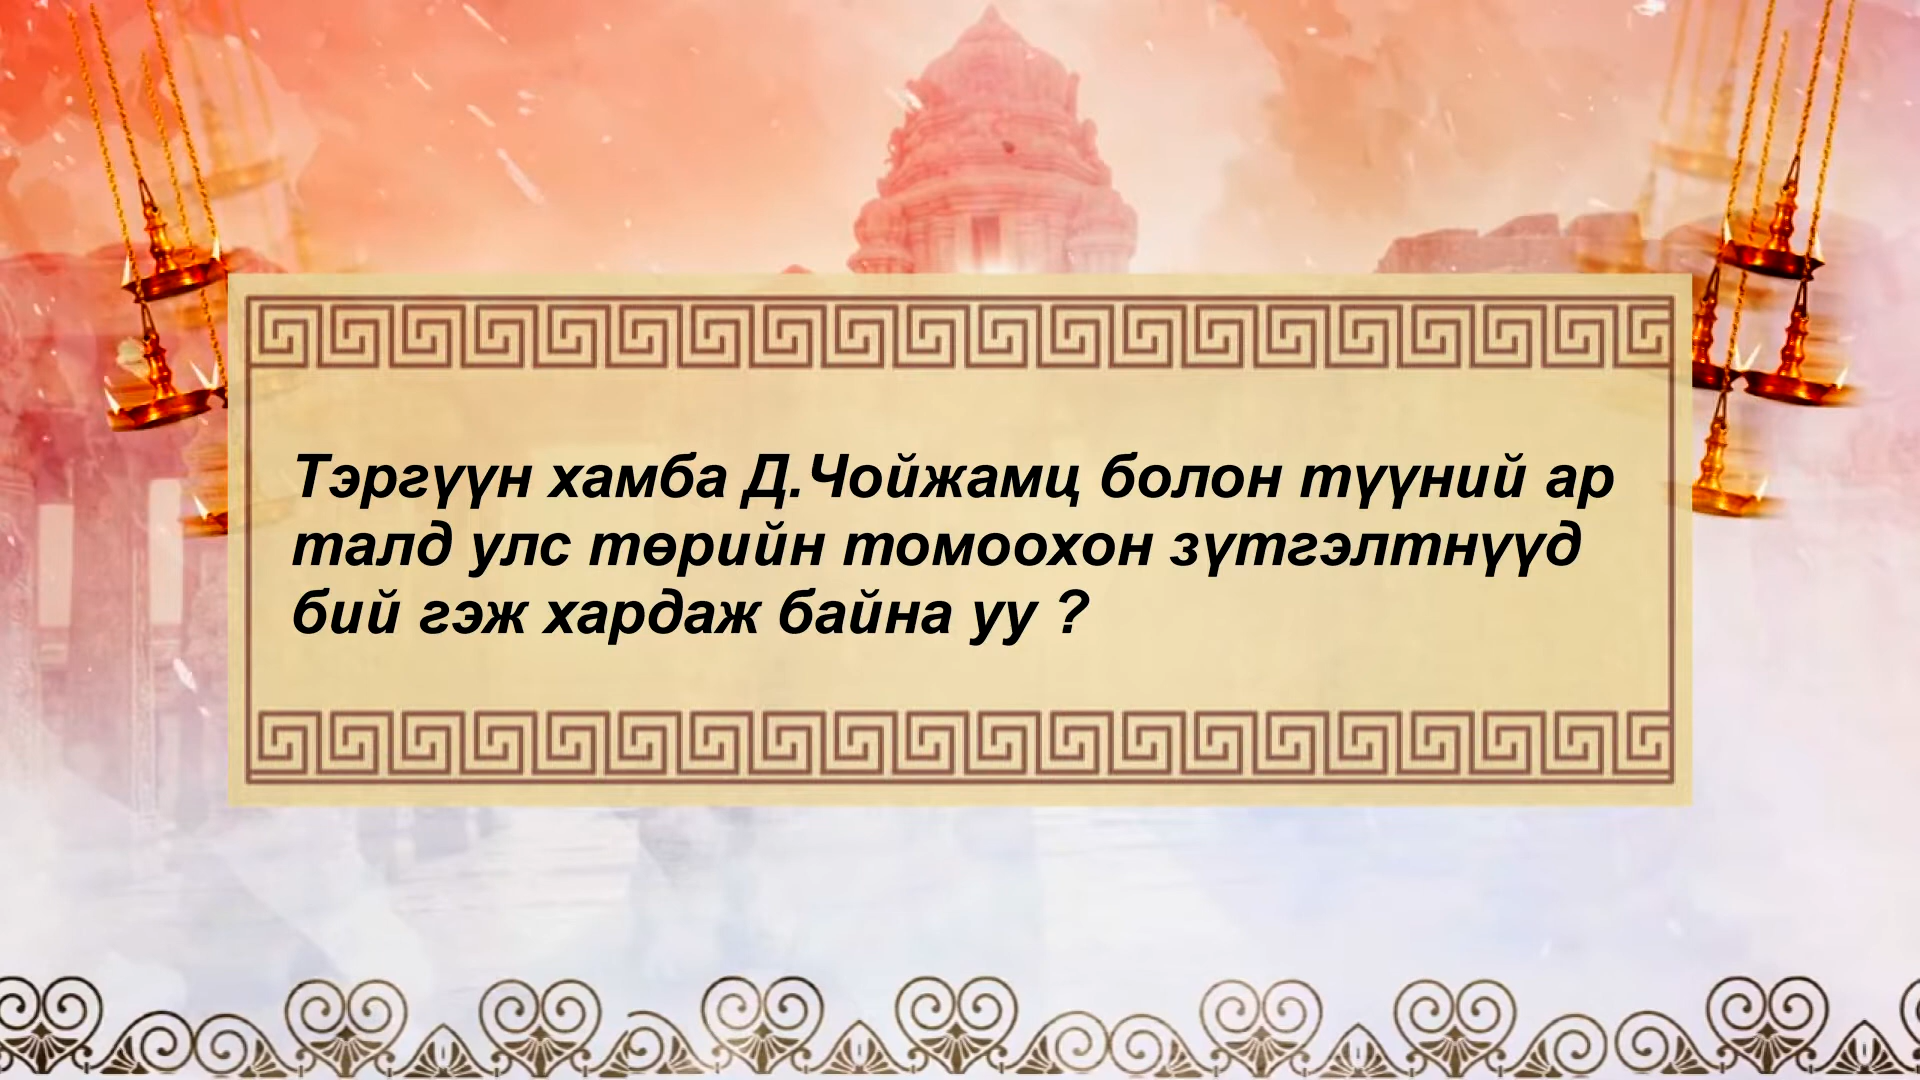 Тэргүүн хамба Д.Чойжамц болон түүний ар
талд улс төрийн томоохон зүтгэлтнүүд
бий гэж хардаж байна уу ?